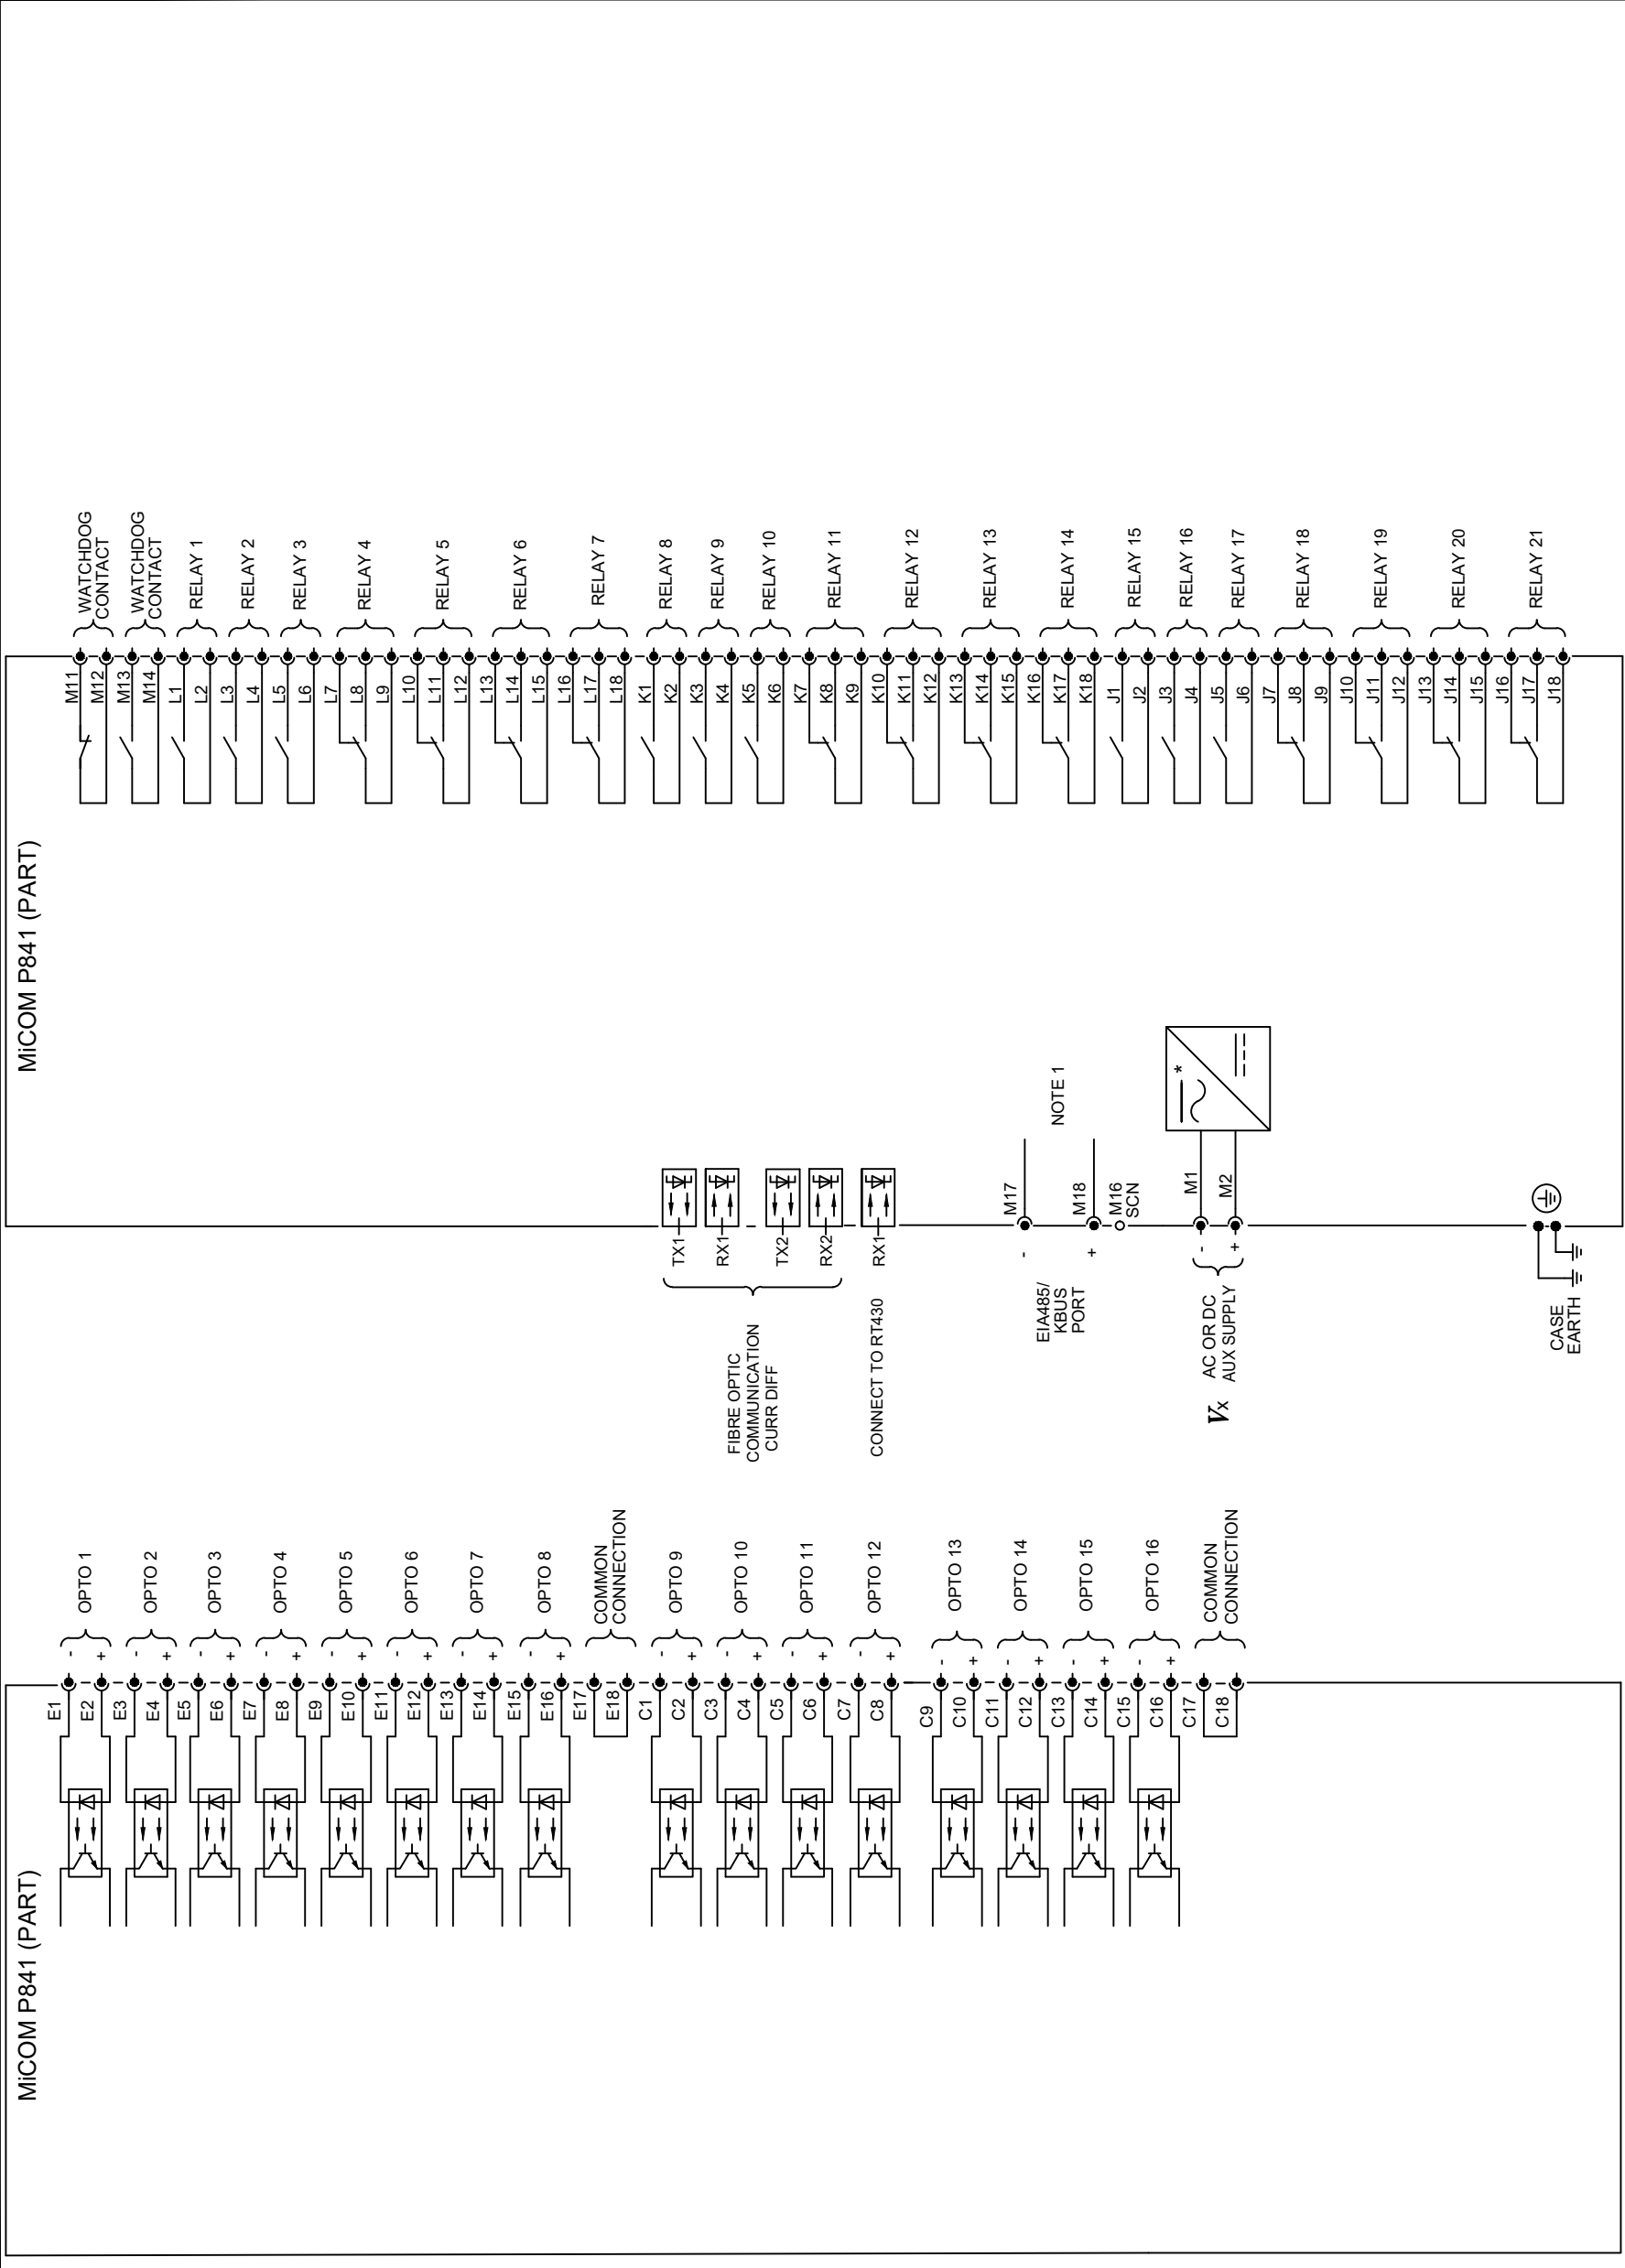 MiCOM P841 (PART)
E1
E2
E3
E4
E5
E6
E7
E8
E9
E10
E11
E12
E13
E14
E15
E16
E17
E18
C1
C2
C3
C4
C5
C6
C7
C8
C9
C10
C11
C12
C13
C14
C15
C16
C17
C18
- + OPTO 1
- + OPTO 2
- + OPTO 3
- + OPTO 4
- + OPTO 5
- + OPTO 6
- + OPTO 7
- + OPTO 8
COMMON
CONNECTION
- + OPTO 9
- + OPTO 10
- + OPTO 11
- + OPTO 12
- + OPTO 13
- + OPTO 14
- + OPTO 15
- + OPTO 16
COMMON
CONNECTION
MiCOM P841 (PART)
FIBRE OPTIC
COMMUNICATION
CURR DIFF
TX1
RX1
TX2
RX2
CONNECT TO RT430
RX1
EIA485/
KBUS
PORT
-
+
M17
M18
M16
SCN
NOTE 1
Vx
AC OR DC
AUX SUPPLY
-
+
M1
M2
*
CASE
EARTH
M11
M12
M13
M14
L1
L2
L3
L4
L5
L6
L7
L8
L9
L10
L11
L12
L13
L14
L15
L16
L17
L18
K1
K2
K3
K4
K5
K6
K7
K8
K9
K10
K11
K12
K13
K14
K15
K16
K17
K18
J1
J2
J3
J4
J5
J6
J7
J8
J9
J10
J11
J12
J13
J14
J15
J16
J17
J18
WATCHDOG
CONTACT
WATCHDOG
CONTACT
RELAY 1
RELAY 2
RELAY 3
RELAY 4
RELAY 5
RELAY 6
RELAY 7
RELAY 8
RELAY 9
RELAY 10
RELAY 11
RELAY 12
RELAY 13
RELAY 14
RELAY 15
RELAY 16
RELAY 17
RELAY 18
RELAY 19
RELAY 20
RELAY 21